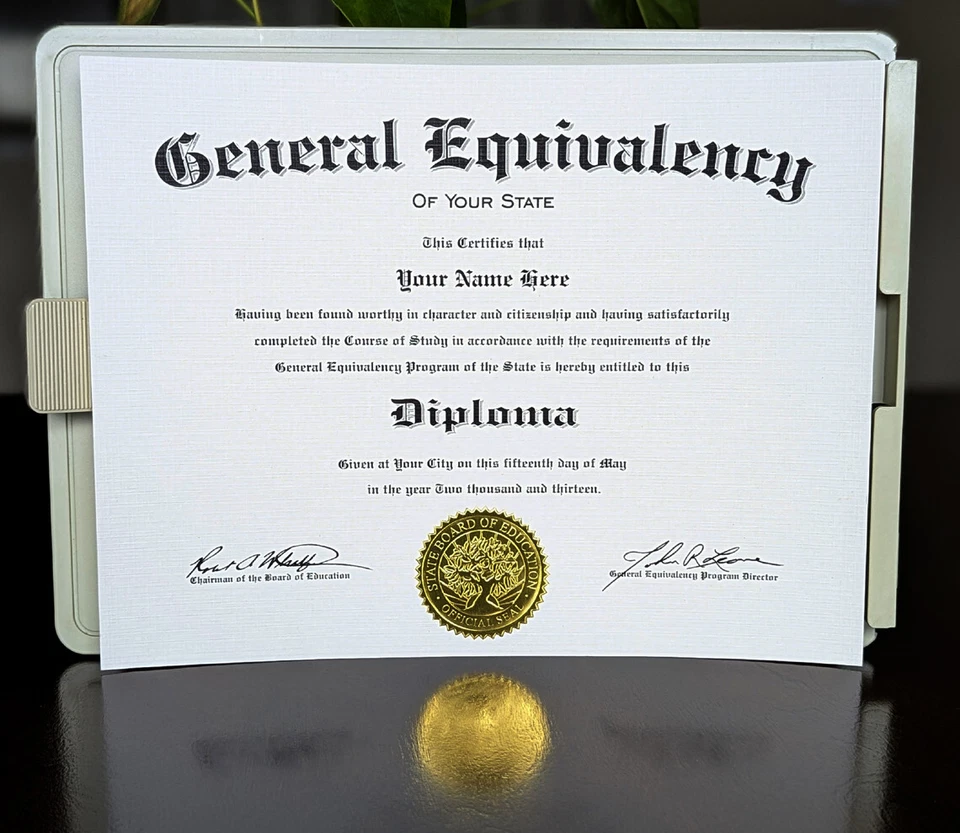 General Equivalency
OF YOUR STATE
This Certifies that
Your Name Here
Having been found worthy in character and citizenship and having satisfactorily
completed the Course of Study in accordance with the requirements of the
General Equivalency Program of the State is hereby entitled to this
Diploma
Given at Your City on this fifteenth day of May
in the year Two thousand and thirteen.
STATE BOARD OF EDUCATION
OFFICIAL SEAL
John R Leone
Chairman of the Board of Education
General Equivalency Program Director